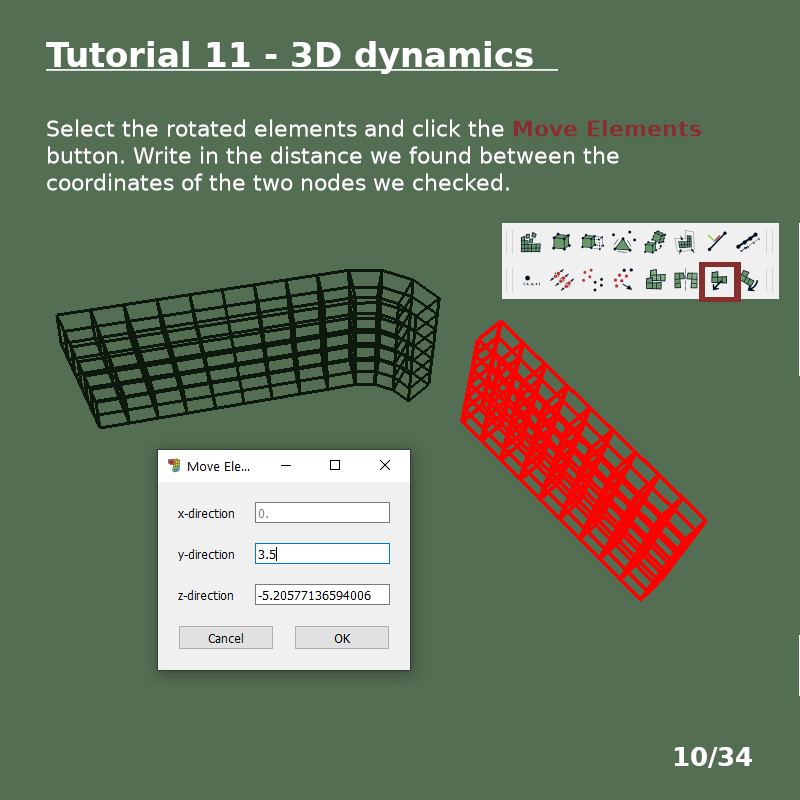 Tutorial 11 - 3D dynamics
Select the rotated elements and click the Move Elements
button. Write in the distance we found between the
coordinates of the two nodes we checked.
Move Ele...
x-direction 0.
y-direction 3.5
z-direction -5.20577136594006
Cancel OK
10/34